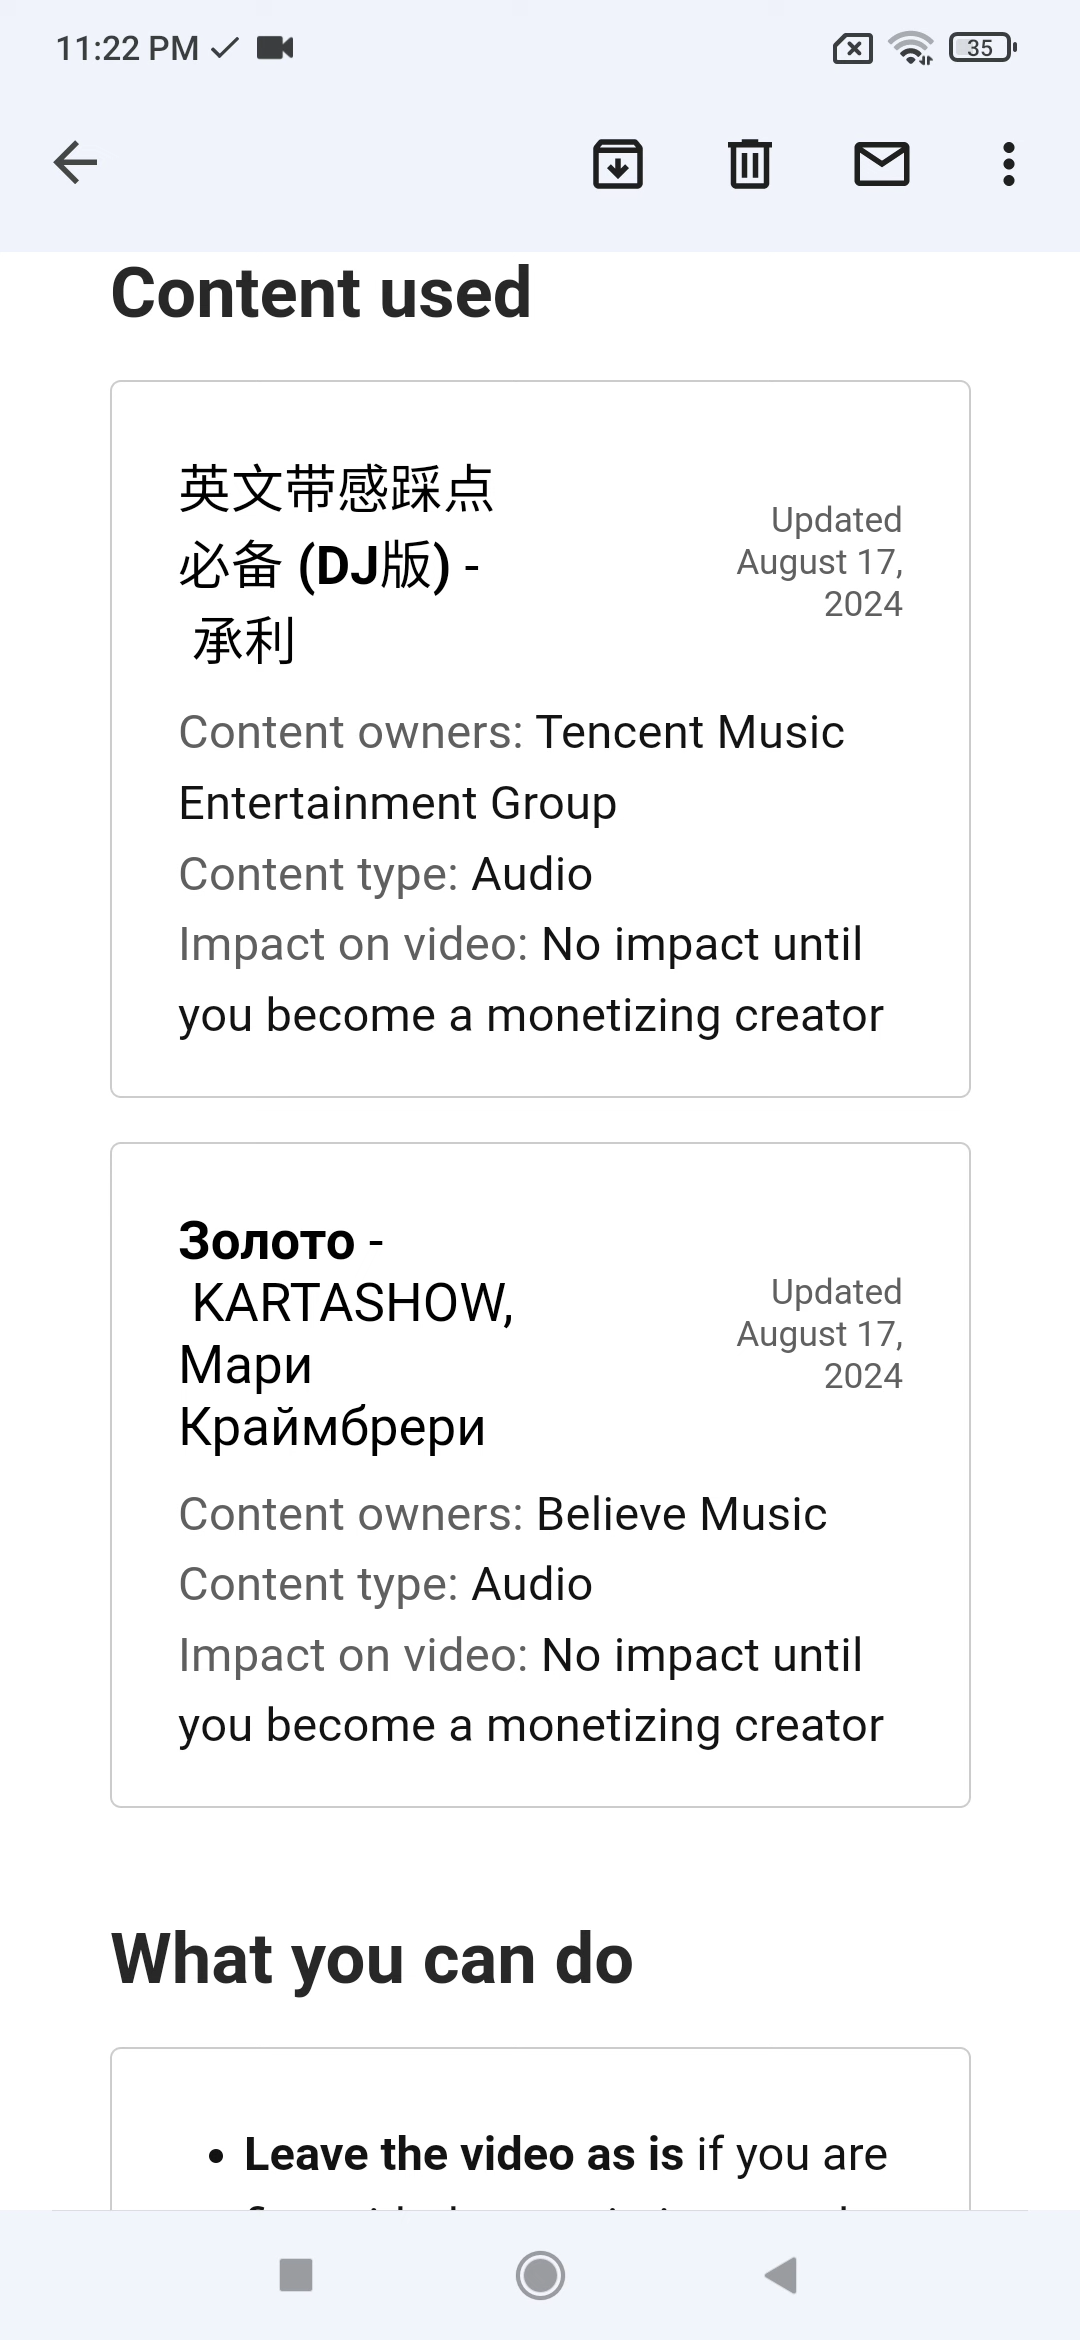 11:22 PM
35
Content used
英文带感踩点
必备 (DJ版) -
承利
Updated
August 17,
2024
Content owners: Tencent Music
Entertainment Group
Content type: Audio
Impact on video: No impact until
you become a monetizing creator
Золото -
KARTASHOW,
Мари
Краймбрери
Updated
August 17,
2024
Content owners: Believe Music
Content type: Audio
Impact on video: No impact until
you become a monetizing creator
What you can do
• Leave the video as is if you are